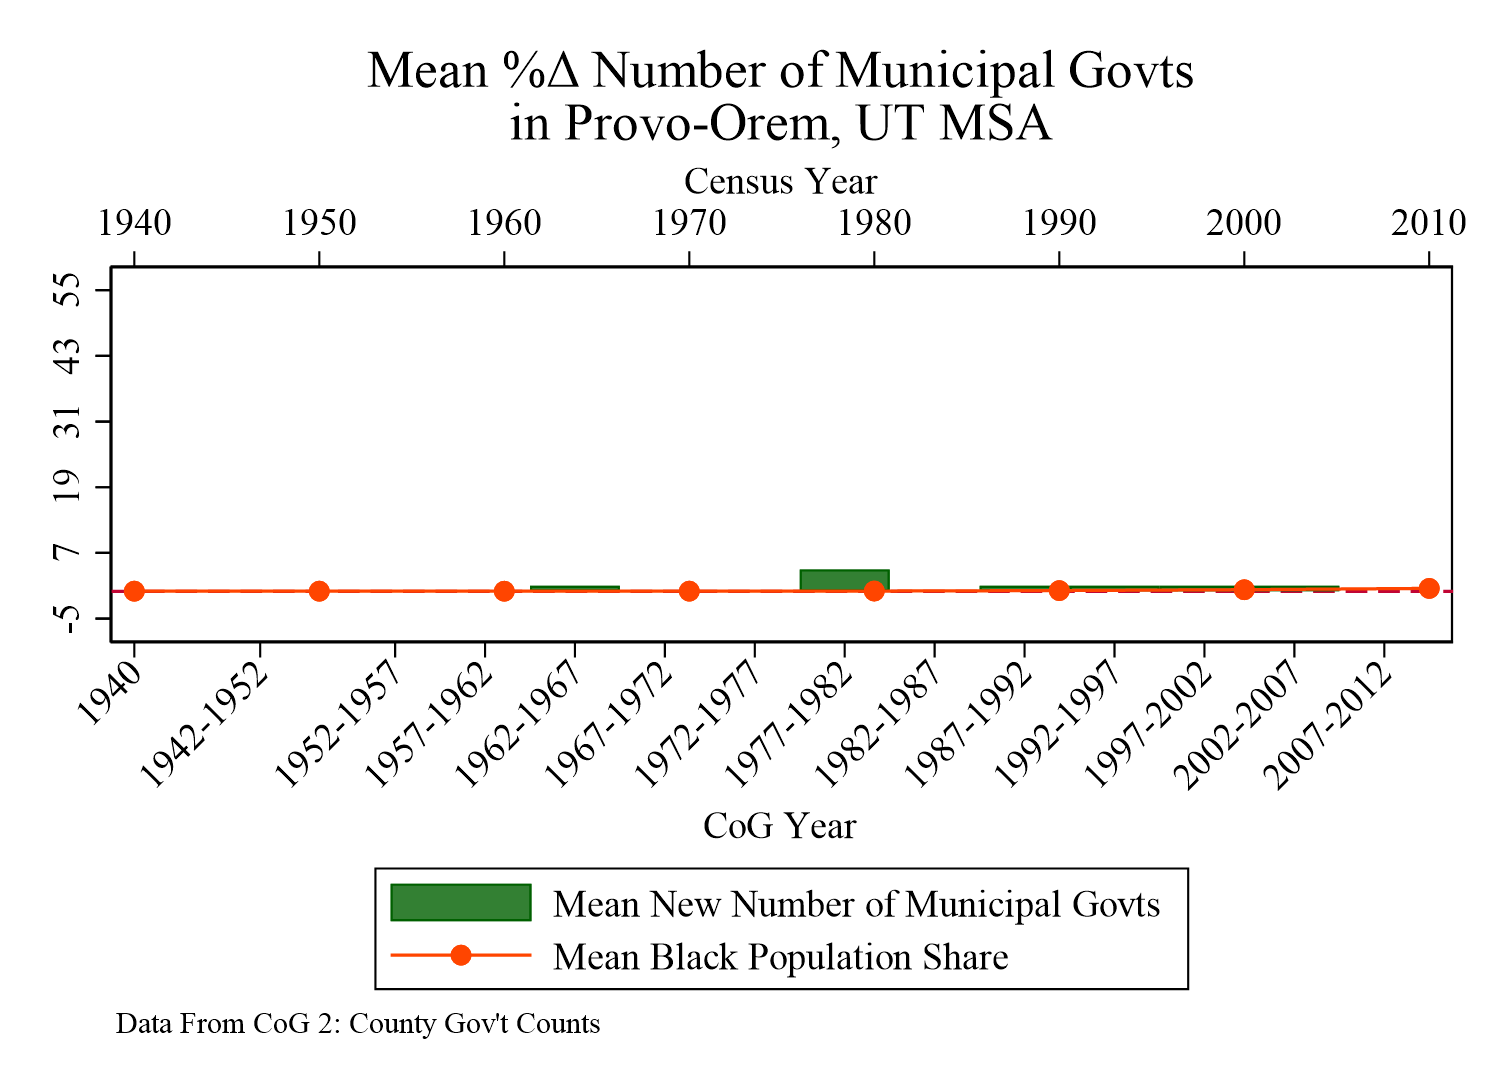 Mean %Δ Number of Municipal Govts
in Provo-Orem, UT MSA
Census Year
1940 1950 1960 1970 1980 1990 2000 2010
55
43
31
19
7
-5
1940 1942-1952 1952-1957 1957-1962 1962-1967 1967-1972 1972-1977 1977-1982 1982-1987 1987-1992 1992-1997 1997-2002 2002-2007 2007-2012
CoG Year
Mean New Number of Municipal Govts
Mean Black Population Share
Data From CoG 2: County Gov't Counts